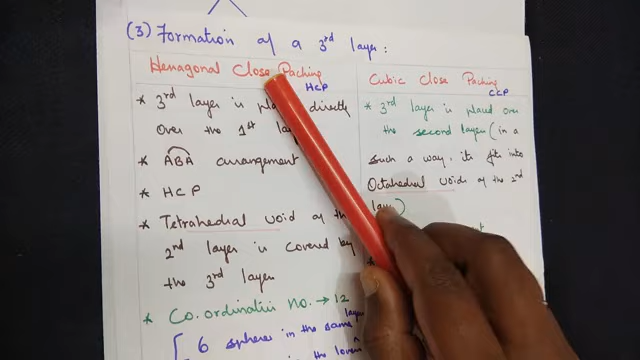 (3) Formation of a 3rd layer:
Hexagonal Close Packing
HCP
* 3rd layer is directly
over the 1st
* ABA arrangement
* HCP
* Tetrahedral void of the
2nd layer is covered by
the 3rd layer
* Co.ordination no. → 12
6 spheres in the same layer
in the lower
Cubic Close Packing
CCP
* 3rd layer is placed over
the second layer (in a
such a way, its fits into
Octahedral voids of the 2nd
layer)